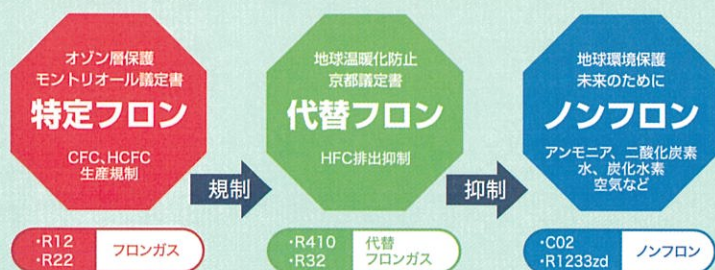 オゾン層保護
モントリオール議定書
特定フロン
CFC、HCFC
生産規制
規制
地球温暖化防止
京都議定書
代替フロン
HFC排出抑制
抑制
地球環境保護
未来のために
ノンフロン
アンモニア、二酸化炭素
水、炭化水素
空気など
・R12
・R22
フロンガス
・R410
・R32
代替
フロンガス
・C02
・R1233zd
ノンフロン